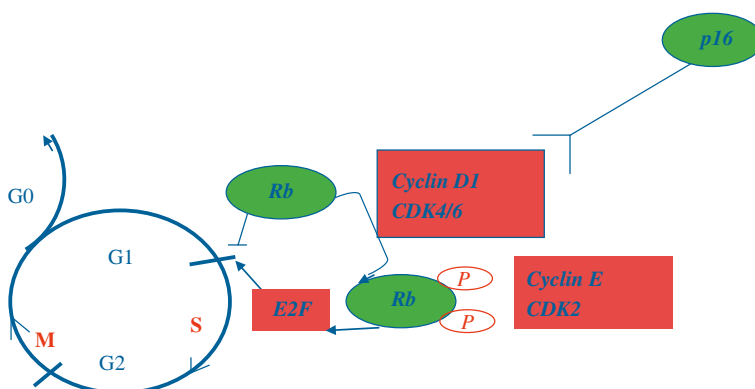 p16
Rb
Cyclin D1
CDK4/6
G0
G1
Rb
P
P
Cyclin E
CDK2
E2F
S
M
G2